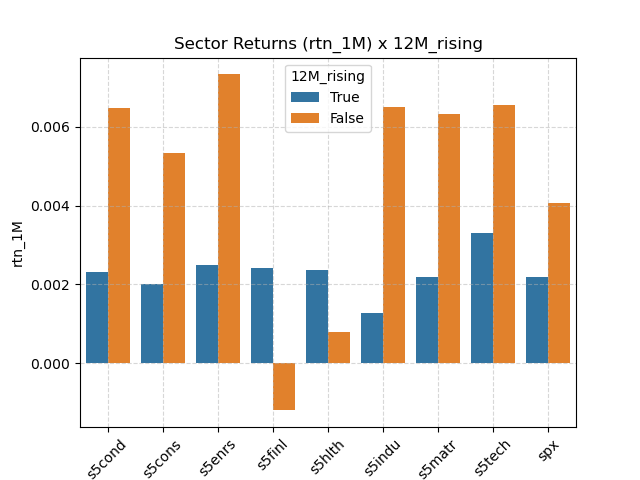 Sector Returns (rtn_1M) x 12M_rising
12M_rising
True
False
rtn_1M
0.006
0.004
0.002
0.000
s5cond
s5cons
s5enrs
s5finl
s5hlth
s5indu
s5matr
s5tech
spx